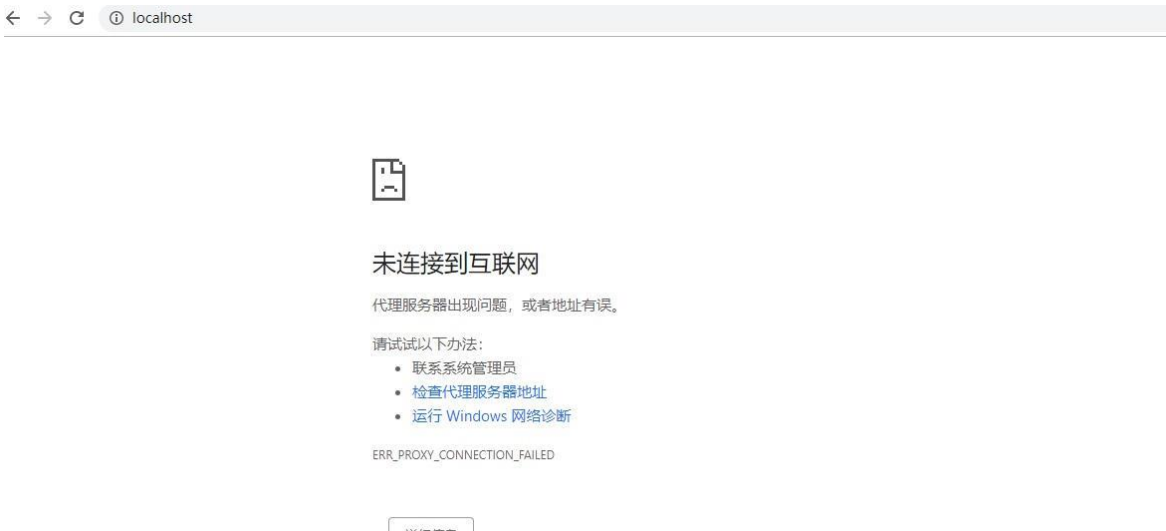 localhost
未连接到互联网
代理服务器出现问题，或者地址有误。
请试试以下办法：
联系系统管理员
检查代理服务器地址
运行 Windows 网络诊断
ERR_PROXY_CONNECTION_FAILED